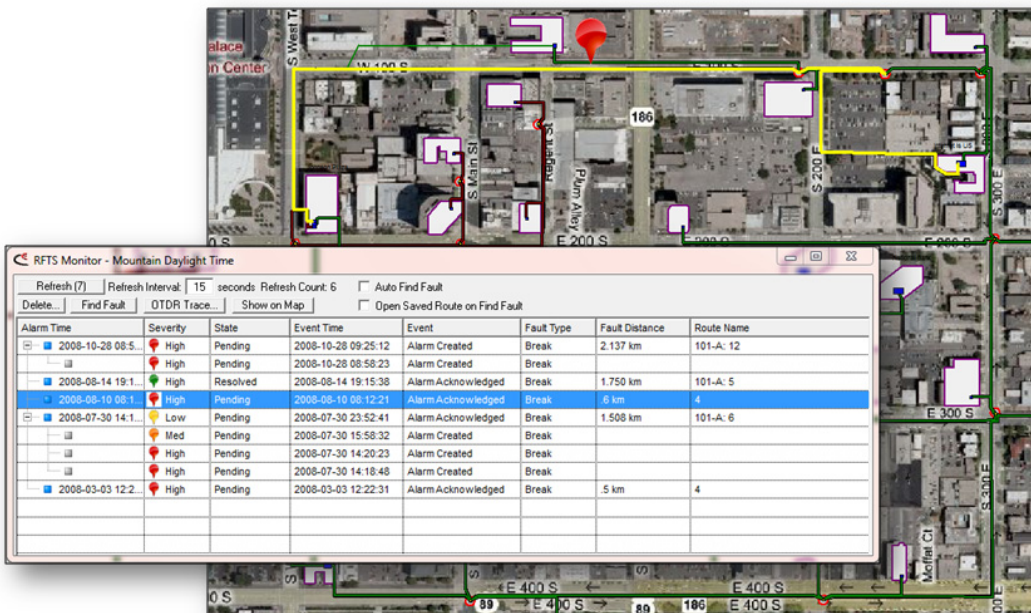 alace
on Center
S West T
W 100 S
186
S Main St
Regent St
Plum Alley
S 200 E
S 300 E
E 200 S
0 S
RFTS Monitor - Mountain Daylight Time
Refresh (7) Refresh Interval: 15 seconds Refresh Count: 6 Auto Find Fault
Delete... Find Fault OTDR Trace... Show on Map Open Saved Route on Find Fault
Alarm Time Severity State Event Time Event Fault Type Fault Distance Route Name
2008-10-28 08:5... High Pending 2008-10-28 09:25:12 Alarm Created Break 2.137 km 101-A: 12
High Pending 2008-10-28 08:58:23 Alarm Created Break
2008-08-14 19:1... High Resolved 2008-08-14 19:15:38 Alarm Acknowledged Break 1.750 km 101-A: 5
2008-08-10 08:1... High Pending 2008-08-10 08:12:21 Alarm Acknowledged Break .6 km 4
2008-07-30 14:1... Low Pending 2008-07-30 23:52:41 Alarm Acknowledged Break 1.508 km 101-A: 6
Med Pending 2008-07-30 15:58:32 Alarm Created Break
High Pending 2008-07-30 14:20:23 Alarm Created Break
High Pending 2008-07-30 14:18:48 Alarm Created Break
2008-03-03 12:2... High Pending 2008-03-03 12:22:31 Alarm Acknowledged Break .5 km 4
E 300 S
S 300 E
Moffat Ct
E 400 S
E 400 S
0 S
89
E 400 S
89
186
E 400 S